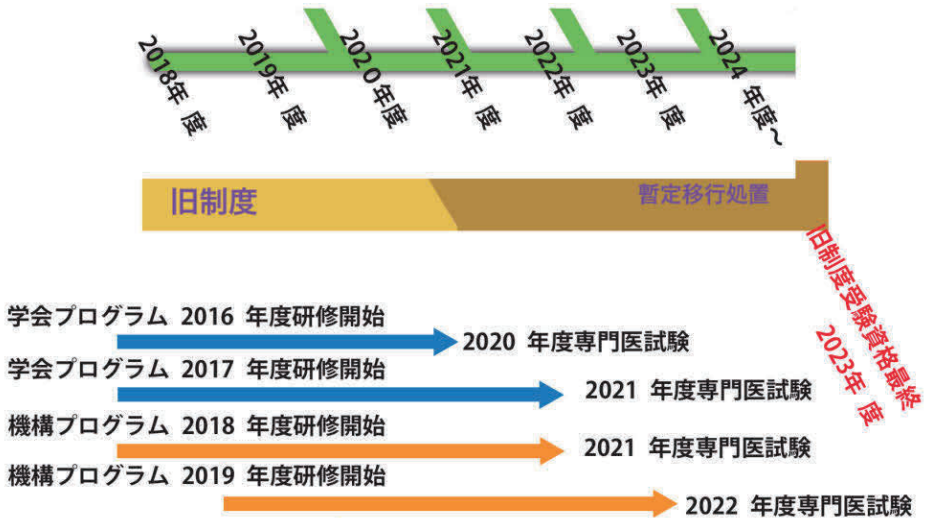 2018年 度
2019年 度
2020年度
2021年 度
2022年 度
2023年 度
2024 年度~
旧制度
暫定移行処置
旧制度受験資格最終
2023年 度
学会プログラム 2016 年度研修開始
2020 年度専門医試験
学会プログラム 2017 年度研修開始
2021 年度専門医試験
機構プログラム 2018 年度研修開始
2021 年度専門医試験
機構プログラム 2019 年度研修開始
2022 年度専門医試験